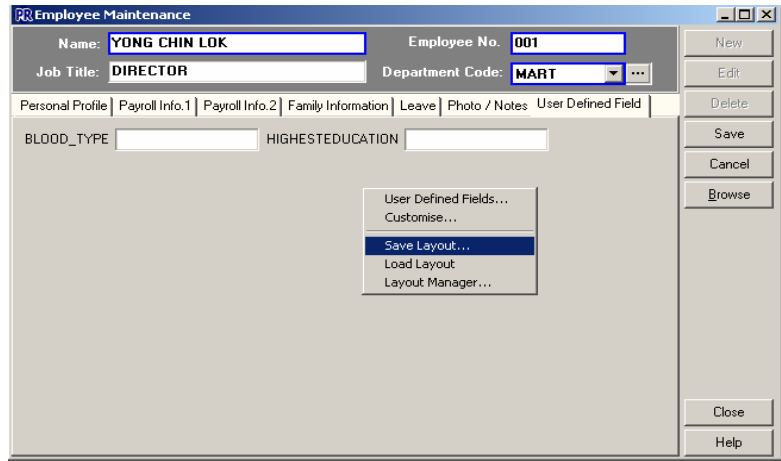 PR Employee Maintenance
Name: YONG CHIN LOK Employee No. 001
Job Title: DIRECTOR Department Code: MART ...
Personal Profile Payroll Info.1 Payroll Info.2 Family Information Leave Photo / Notes User Defined Field
BLOOD_TYPE HIGHESTEDUCATION
User Defined Fields...
Customise...
Save Layout...
Load Layout
Layout Manager...
New
Edit
Delete
Save
Cancel
Browse
Close
Help